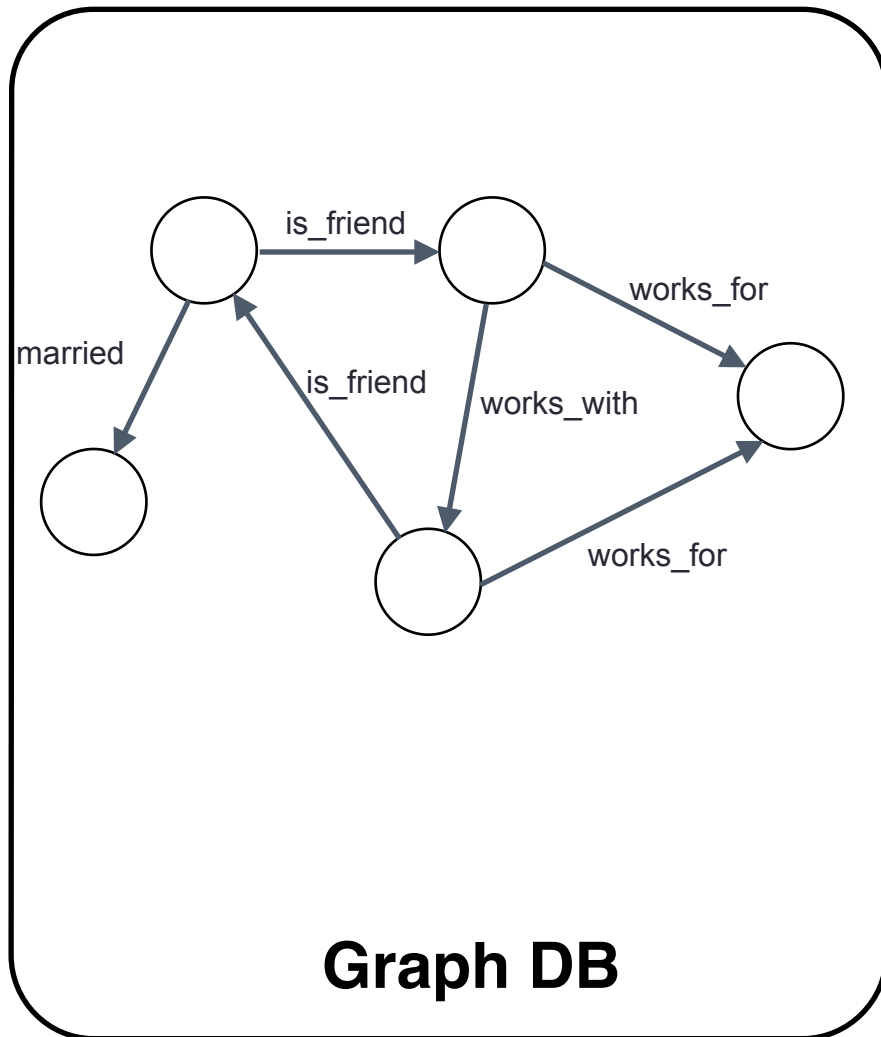 is_friend
works_for
married
is_friend
works_with
works_for
Graph DB